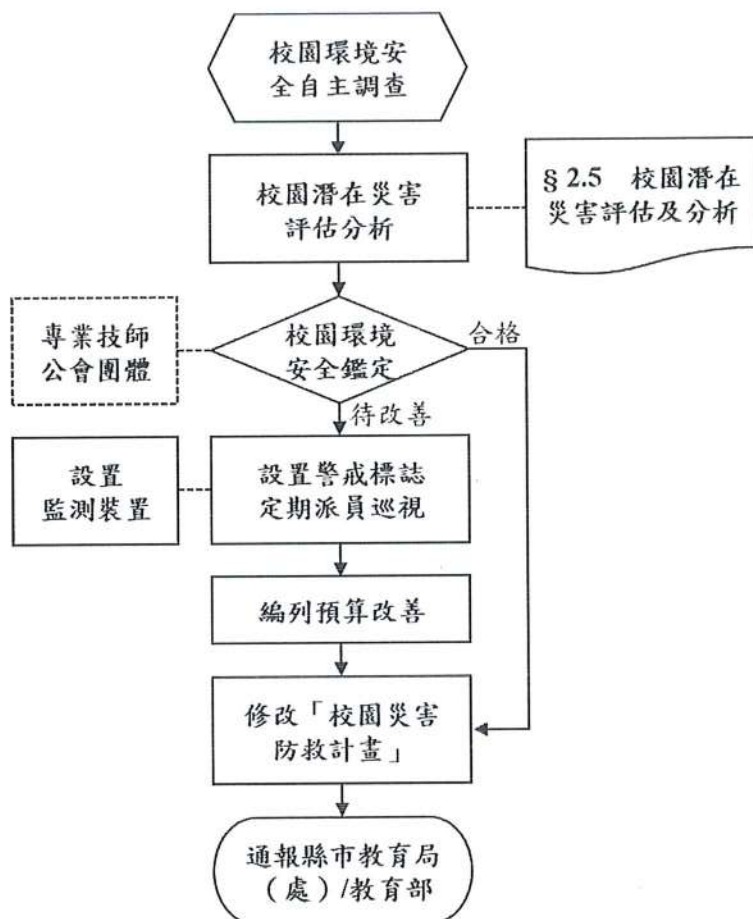 校園環境安
全自主調查
校園潛在災害
評估分析
§ 2.5 校園潛在
災害評估及分析
專業技師
公會團體
校園環境
安全鑑定
合格
待改善
設置
監測裝置
設置警戒標誌
定期派員巡視
編列預算改善
修改「校園災害
防救計畫」
通報縣市教育局
（處）/教育部